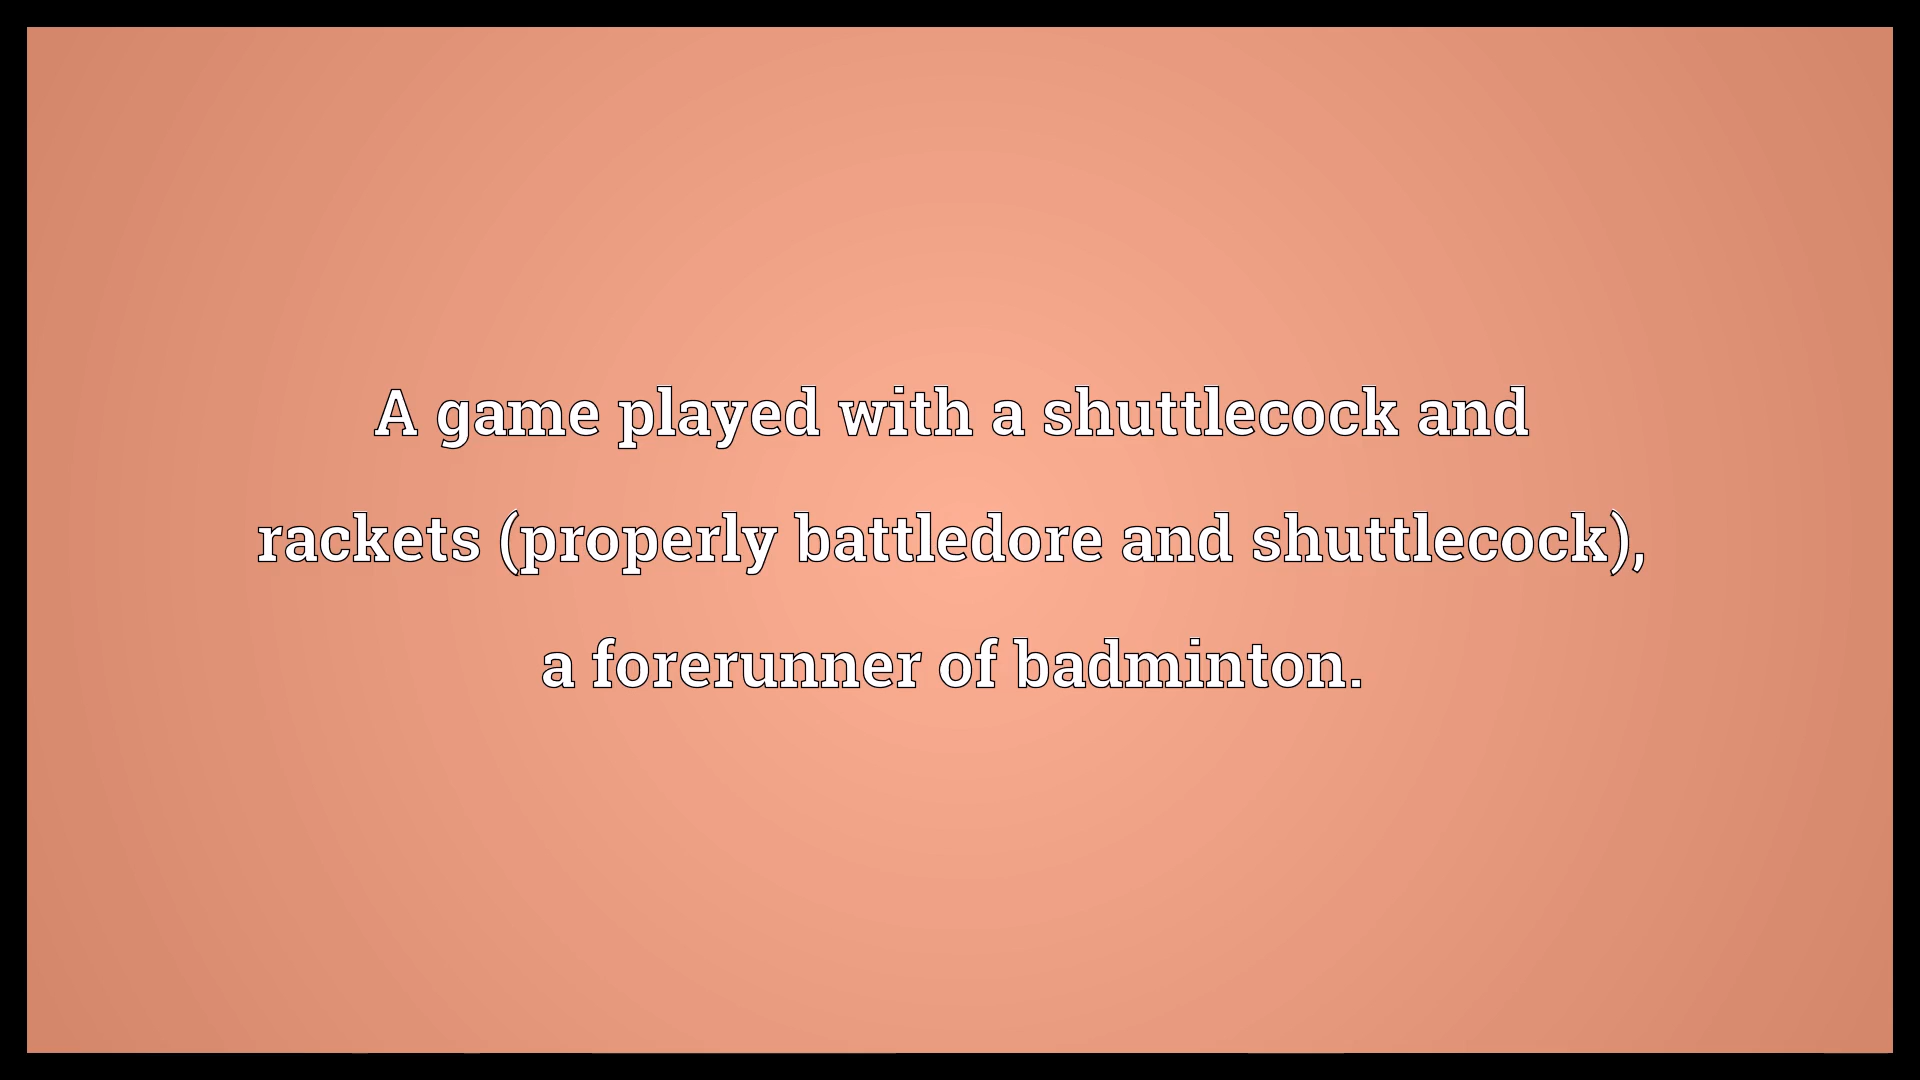 A game played with a shuttlecock and
rackets (properly battledore and shuttlecock),
a forerunner of badminton.